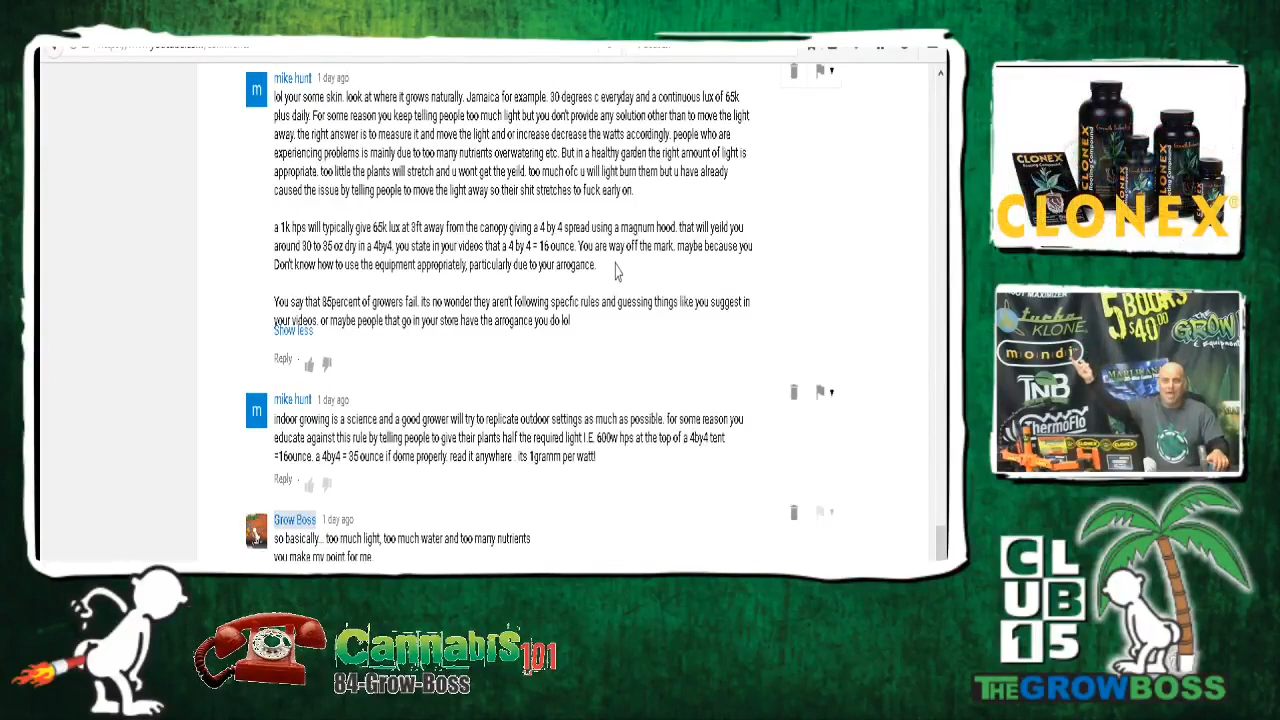 mike hunt 1 day ago
lol your some skin. look at where it grows naturally. Jamaica for example. 30 degrees c everyday and a continuous lux of 65k
plus daily. For some reason you keep telling people too much light but you don't provide any solution other than to move the light
away. the right answer is to measure it and move the light and or increase decrease the watts accordingly. people who are
experiencing problems is mainly due to too many nutrients overwatering etc. But in a healthy garden the right amount of light is
appropriate. too little the plants will stretch and u wont get the yeild. too much ofc u will light burn them but u have already
caused the issue by telling people to move the light away so their shit stretches to fuck early on.
a 1k hps will typically give 65k lux at 3ft away from the canopy giving a 4 by 4 spread using a magnum hood. that will yeild you
around 30 to 35 oz dry in a 4by4. you state in your videos that a 4 by 4 = 16 ounce. You are way off the mark. maybe because you
Don't know how to use the equipment appropriately, particularly due to your arrogance.
You say that 85percent of growers fail. its no wonder they aren't following specfic rules and guessing things like you suggest in
your videos. or maybe people that go in your store have the arrogance you do lol
Show less
Reply
mike hunt 1 day ago
indoor growing is a science and a good grower will try to replicate outdoor settings as much as possible. for some reason you
educate against this rule by telling people to give their plants half the required light I.E. 600w hps at the top of a 4by4 tent
=16ounce. a 4by4 = 35 ounce if done properly. read it anywhere.. its 1gramm per watt!
Reply
Grow Boss 1 day ago
so basically... too much light, too much water and too many nutrients
you make my point for me.
CLONEX
CLONEX
CLONEX
CLONEX®
5 BOOKS
$40.00
turbo
KLONE
mondi
TNB
ThermoFlo
THE GROW
CLUB
15
THEGROWBOSS
Cannabis 101
84-Grow-Boss